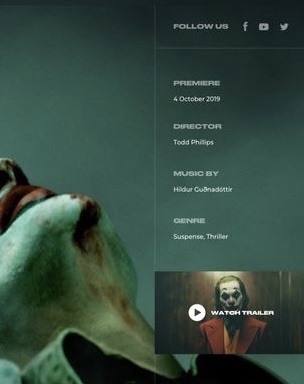 FOLLOW US
PREMIERE
4 October 2019
DIRECTOR
Todd Phillips
MUSIC BY
Hildur Guðnadóttir
GENRE
Suspense, Thriller
WATCH TRAILER